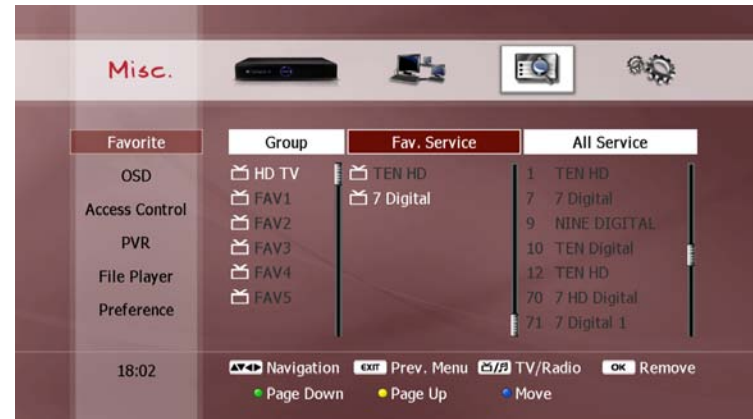 Misc.
Favorite
OSD
Access Control
PVR
File Player
Preference
18:02
Group
HD TV
FAV1
FAV2
FAV3
FAV4
FAV5
Fav. Service
TEN HD
7 Digital
All Service
1 TEN HD
7 7 Digital
9 NINE DIGITAL
10 TEN Digital
12 TEN HD
70 7 HD Digital
71 7 Digital 1
Navigation EXIT Prev. Menu TV/Radio OK Remove
Page Down Page Up Move